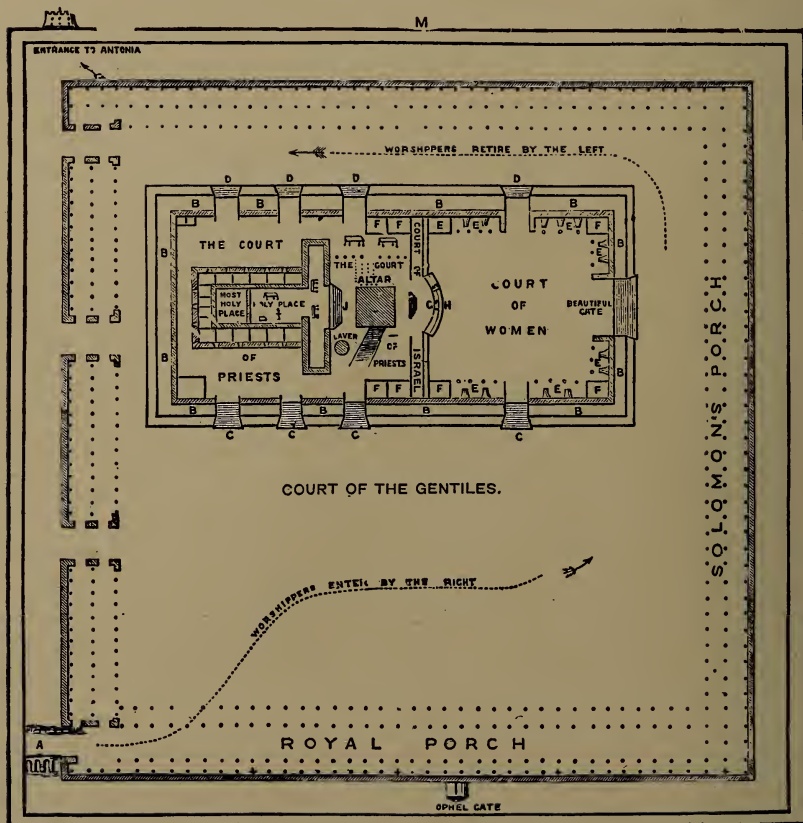 M
ENTRANCE TO ANTONIA
WORSHIPPERS RETIRE BY THE LEFT
D D D D
B B B B
F F E E F
THE COURT
COURT OF
E
B B
THE COURT
ALTAR
COURT
OF
WOMEN
MOST
HOLY
PLACE
HOLY PLACE
J
G H
BEAUTIFUL
GATE
SOLOMON'S PORCH
LAVER
OF
PRIESTS
B
OF
PRIESTS
ISRAEL
E
B
F F E E F
B B B B
C C C C
COURT OF THE GENTILES.
WORSHIPPERS ENTER BY THE RIGHT
A
ROYAL PORCH
OPHEL GATE